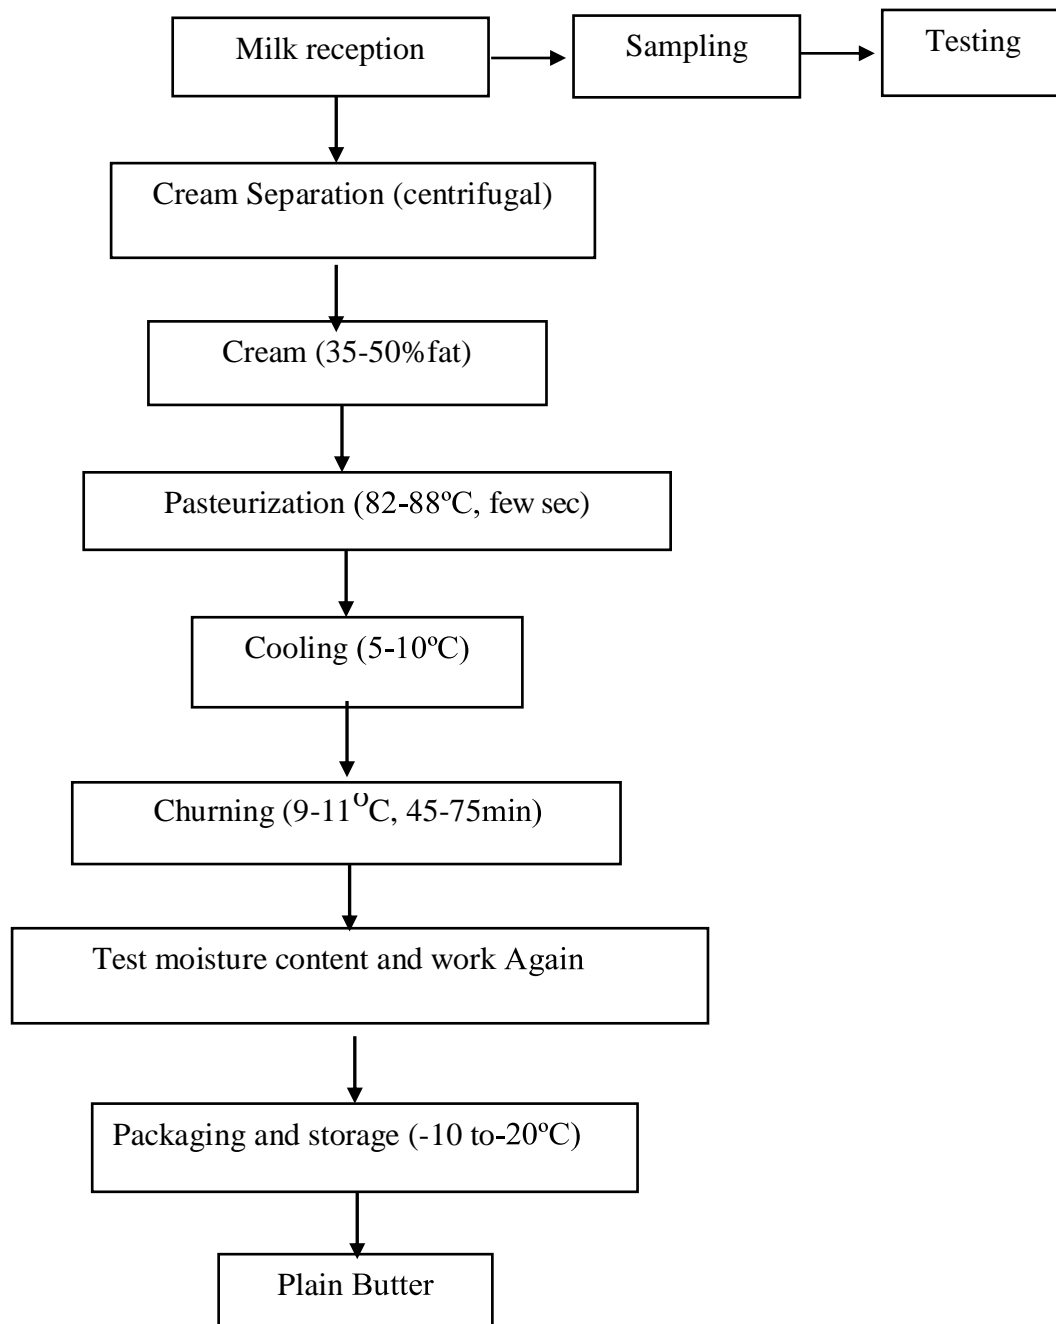 Milk reception
Sampling
Testing
Cream Separation (centrifugal)
Cream (35-50%fat)
Pasteurization (82-88ºC, few sec)
Cooling (5-10ºC)
Churning (9-11ᴼC, 45-75min)
Test moisture content and work Again
Packaging and storage (-10 to-20ºC)
Plain Butter